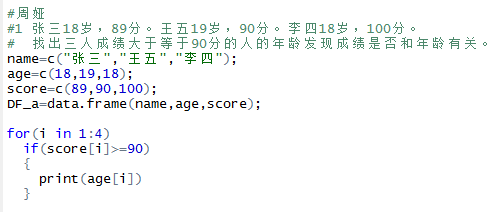 #周娅
#1 张三18岁，89分。王五19岁，90分。李四18岁，100分。
#  找出三人成绩大于等于90分的人的年龄发现成绩是否和年龄有关。
name=c("张三","王五","李四");
age=c(18,19,18);
score=c(89,90,100);
DF_a=data.frame(name,age,score);
for(i in 1:4)
  if(score[i]>=90)
  {
    print(age[i])
  }